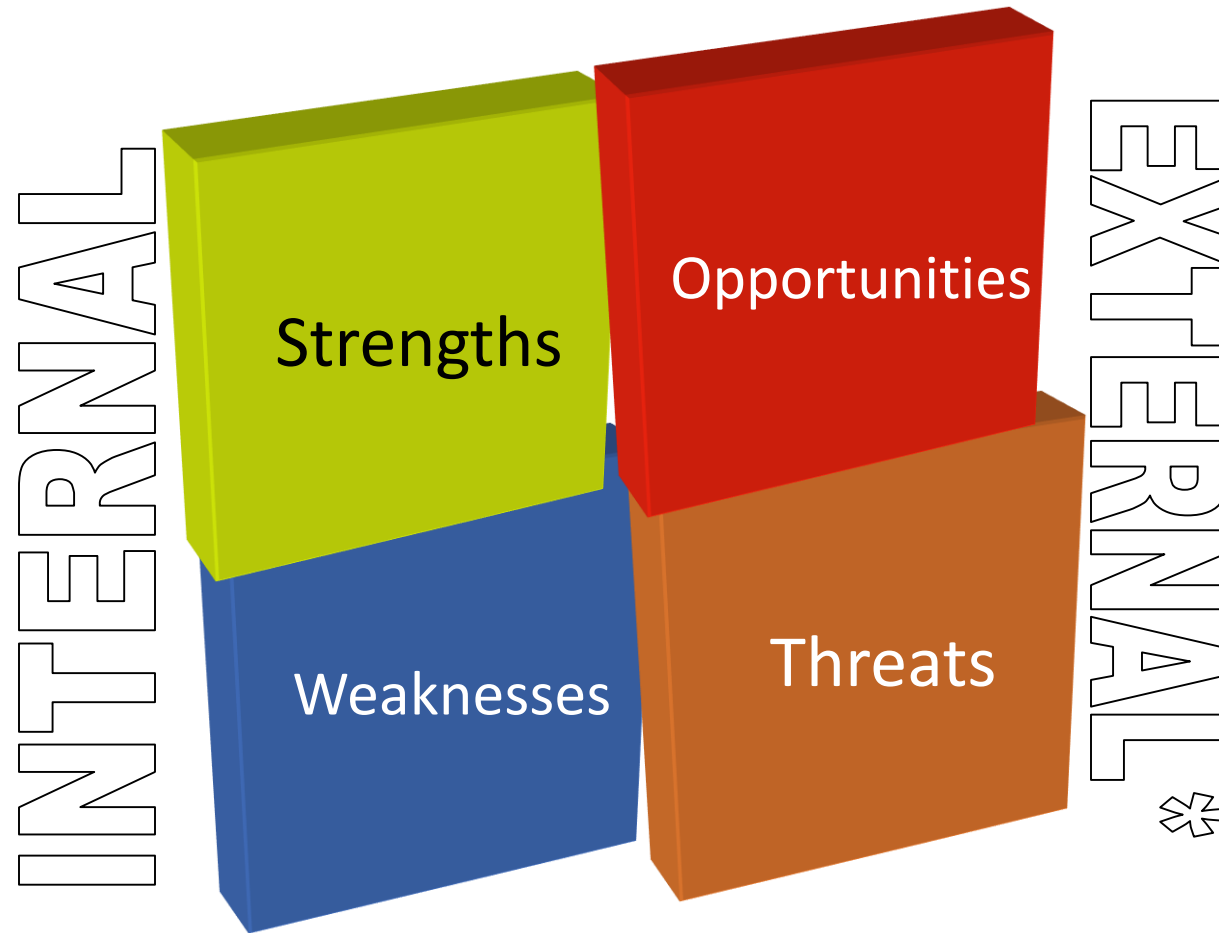 INTERNAL
Strengths
Opportunities
Weaknesses
Threats
EXTERNAL*